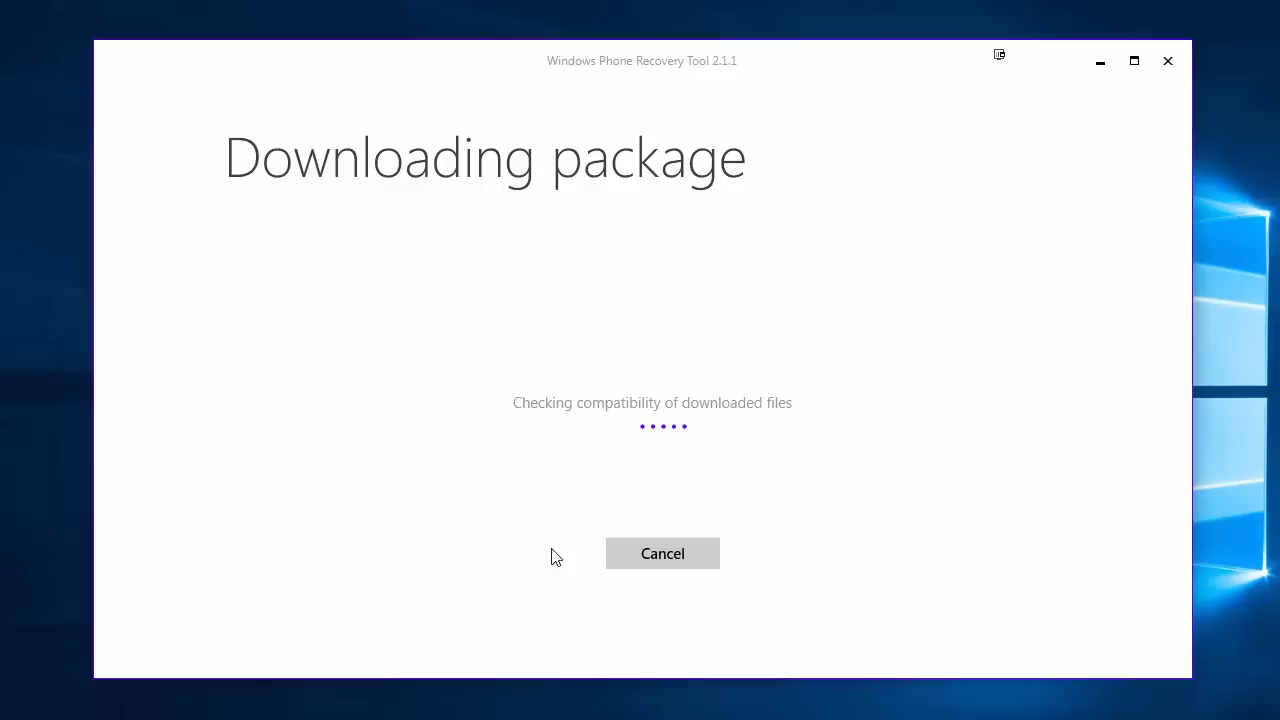 Windows Phone Recovery Tool 2.1.1
Downloading package
Checking compatibility of downloaded files
Cancel